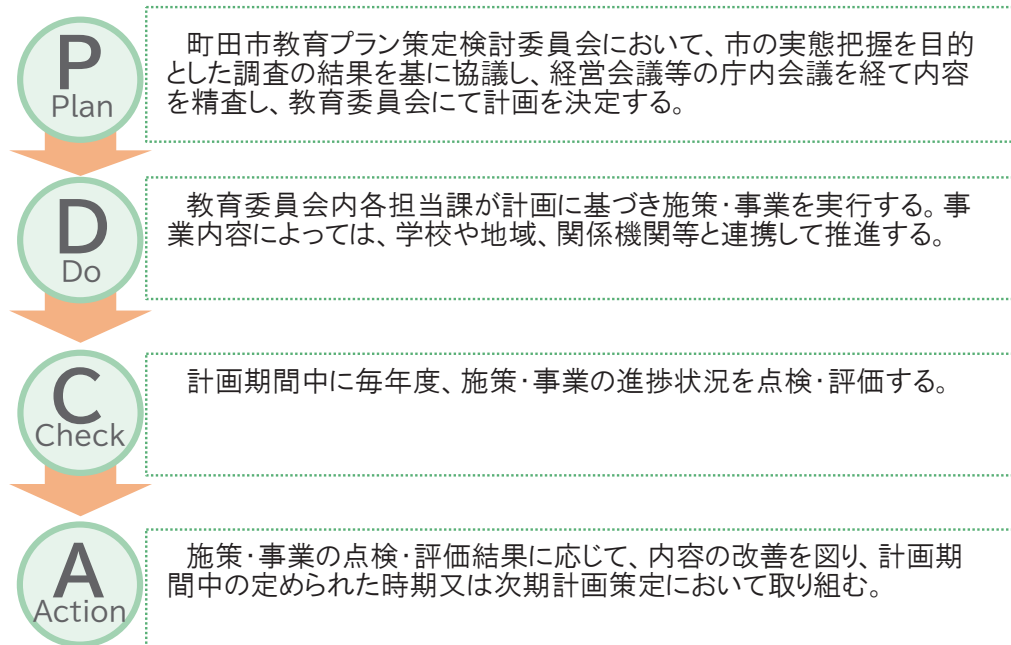 P
Plan
町田市教育プラン策定検討委員会において、市の実態把握を目的
とした調査の結果を基に協議し、経営会議等の庁内会議を経て内容
を精査し、教育委員会にて計画を決定する。
D
Do
教育委員会内各担当課が計画に基づき施策・事業を実行する。事
業内容によっては、学校や地域、関係機関等と連携して推進する。
C
Check
計画期間中に毎年度、施策・事業の進捗状況を点検・評価する。
A
Action
施策・事業の点検・評価結果に応じて、内容の改善を図り、計画期
間中の定められた時期又は次期計画策定において取り組む。